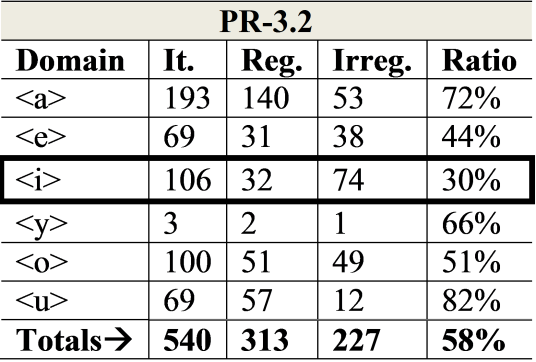 PR-3.2
Domain It. Reg. Irreg. Ratio
<a> 193 140 53 72%
<e> 69 31 38 44%
<i> 106 32 74 30%
<y> 3 2 1 66%
<o> 100 51 49 51%
<u> 69 57 12 82%
Totals→ 540 313 227 58%